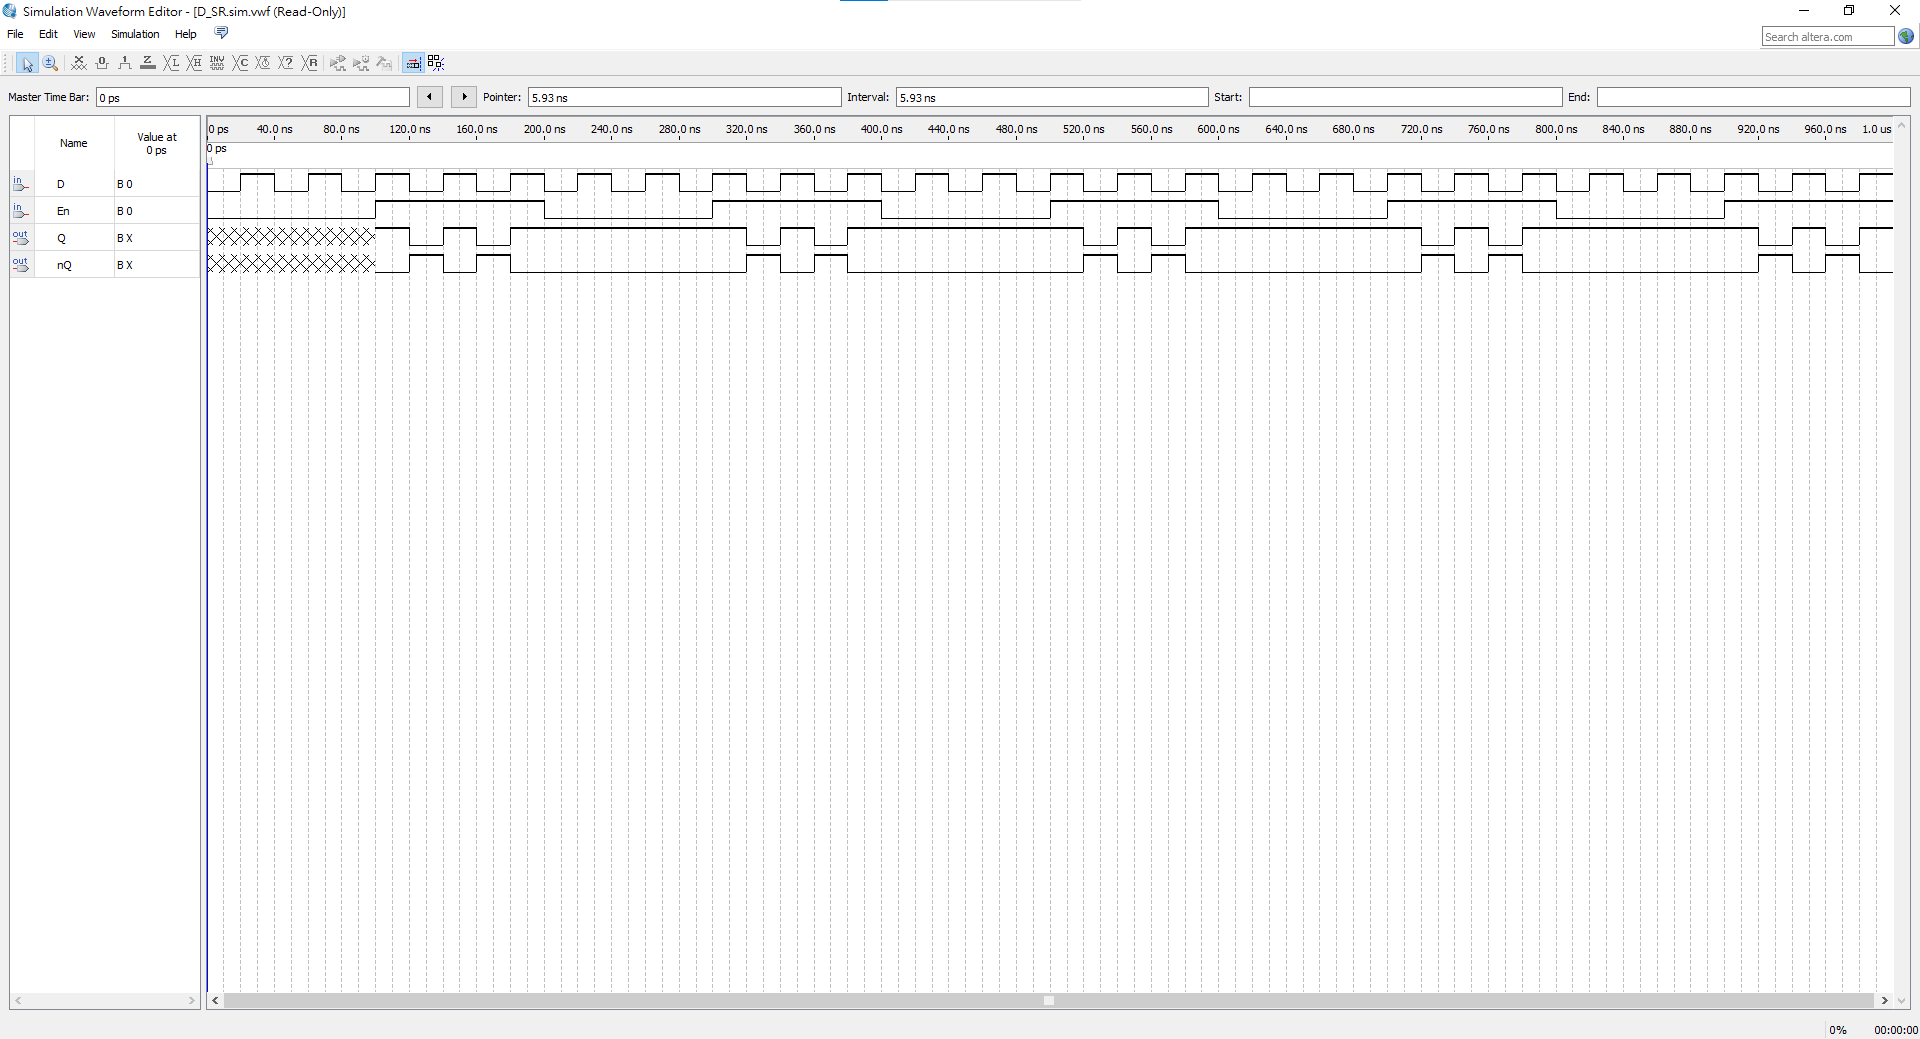 Simulation Waveform Editor - [D_SR.sim.vwf (Read-Only)]
File Edit View Simulation Help
Search altera.com
Master Time Bar: 0 ps Pointer: 5.93 ns Interval: 5.93 ns Start: End:
Name Value at 0 ps
0 ps 40.0 ns 80.0 ns 120.0 ns 160.0 ns 200.0 ns 240.0 ns 280.0 ns 320.0 ns 360.0 ns 400.0 ns 440.0 ns 480.0 ns 520.0 ns 560.0 ns 600.0 ns 640.0 ns 680.0 ns 720.0 ns 760.0 ns 800.0 ns 840.0 ns 880.0 ns 920.0 ns 960.0 ns 1.0 us
0 ps
in D B 0
in En B 0
out Q B X
out nQ B X
0% 00:00:00